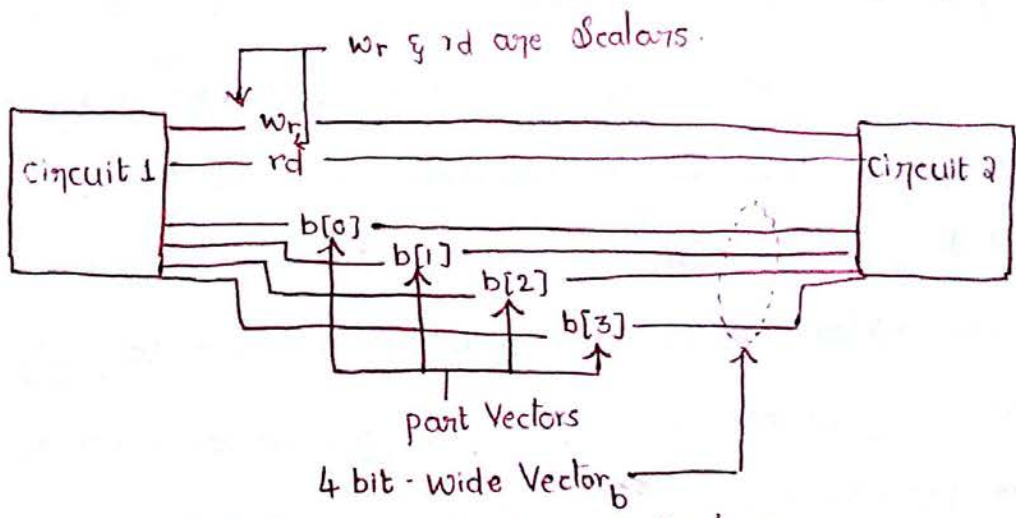 wr & rd are Scalars.
wr
rd
Circuit 1
Circuit 2
b[0]
b[1]
b[2]
b[3]
part Vectors
4 bit - wide Vector b